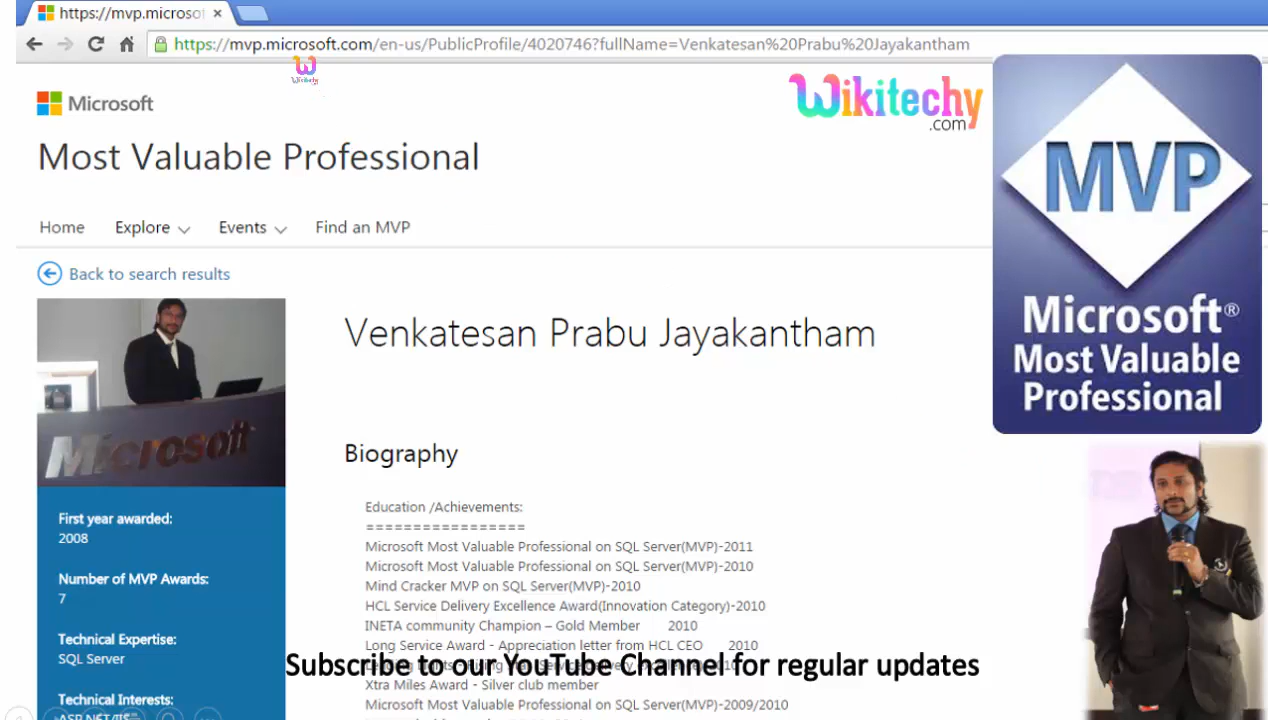 https://mvp.microsof
https://mvp.microsoft.com/en-us/PublicProfile/4020746?fullName=Venkatesan%20Prabu%20Jayakantham
Wikitechy
Microsoft
Wikitechy
.com
Most Valuable Professional
Home Explore Events Find an MVP
Back to search results
MVP
Microsoft®
Most Valuable
Professional
Microsoft
Venkatesan Prabu Jayakantham
Biography
First year awarded:
2008
Number of MVP Awards:
7
Technical Expertise:
SQL Server
Technical Interests:
ASP.NET/IIS
Education /Achievements:
=================
Microsoft Most Valuable Professional on SQL Server(MVP)-2011
Microsoft Most Valuable Professional on SQL Server(MVP)-2010
Mind Cracker MVP on SQL Server(MVP)-2010
HCL Service Delivery Excellence Award(Innovation Category)-2010
INETA community Champion – Gold Member 2010
Long Service Award - Appreciation letter from HCL CEO 2010
Subscribe to our YouTube Channel for regular updates
Xtra Miles Award - Silver club member
Microsoft Most Valuable Professional on SQL Server(MVP)-2009/2010